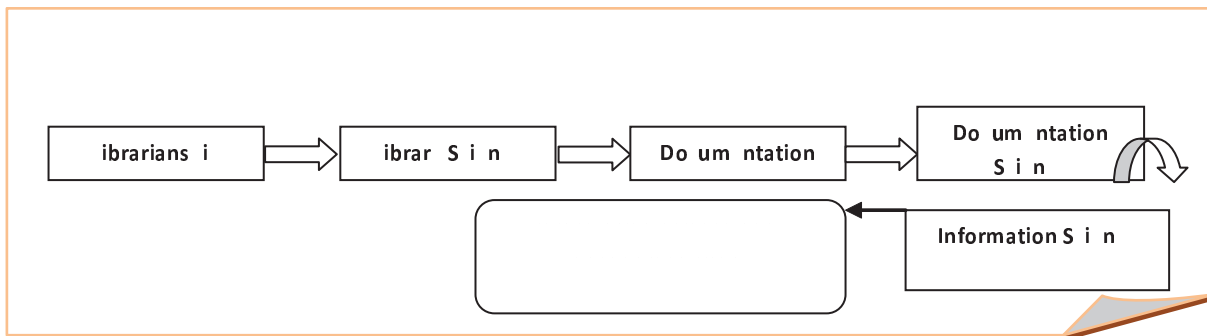 ibrarians i
ibrar S i n
Do um ntation
Do um ntation
S i n
Information S i n